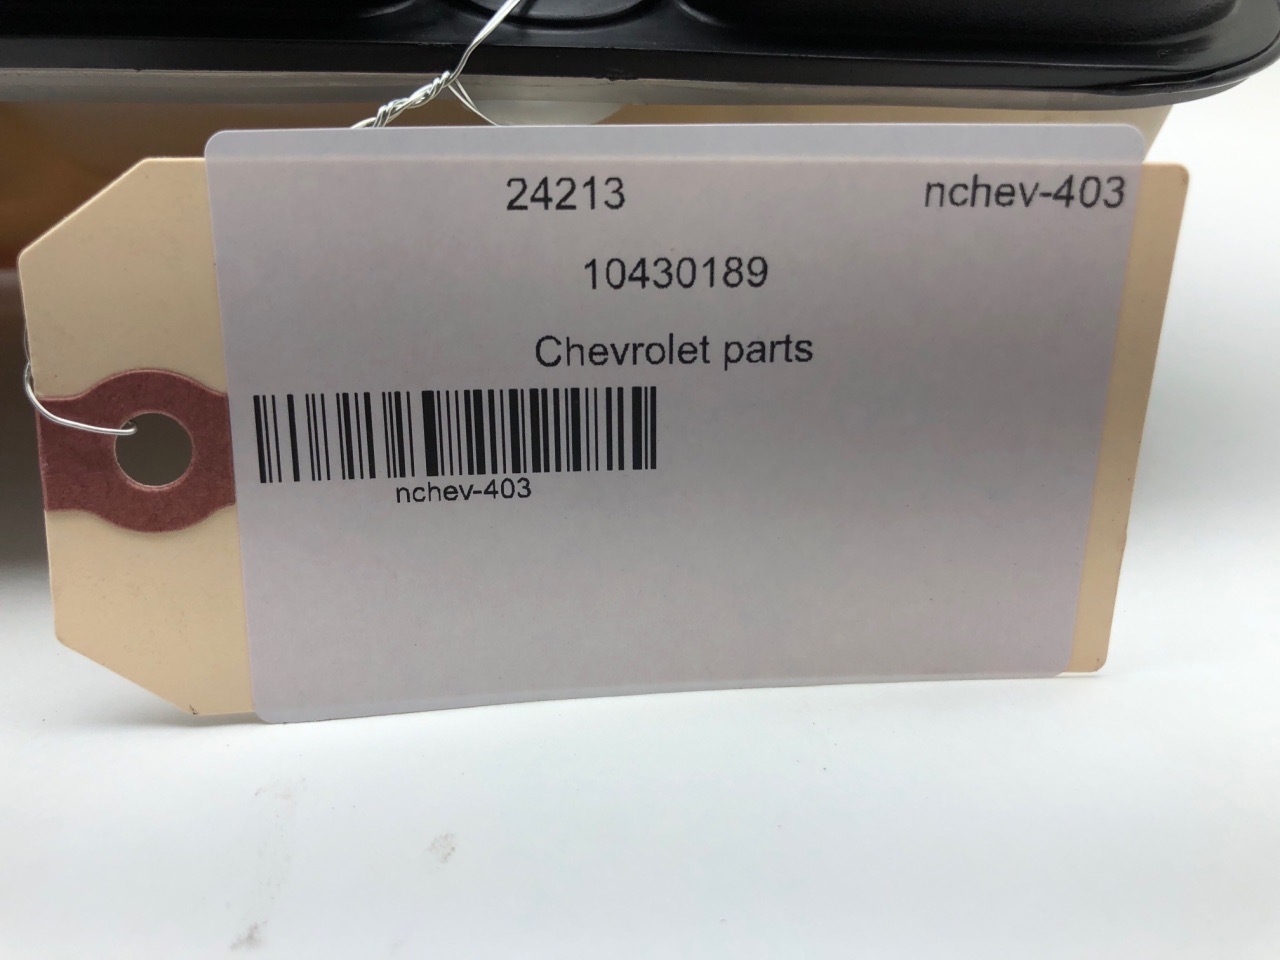 24213 nchev-403
10430189
Chevrolet parts
nchev-403